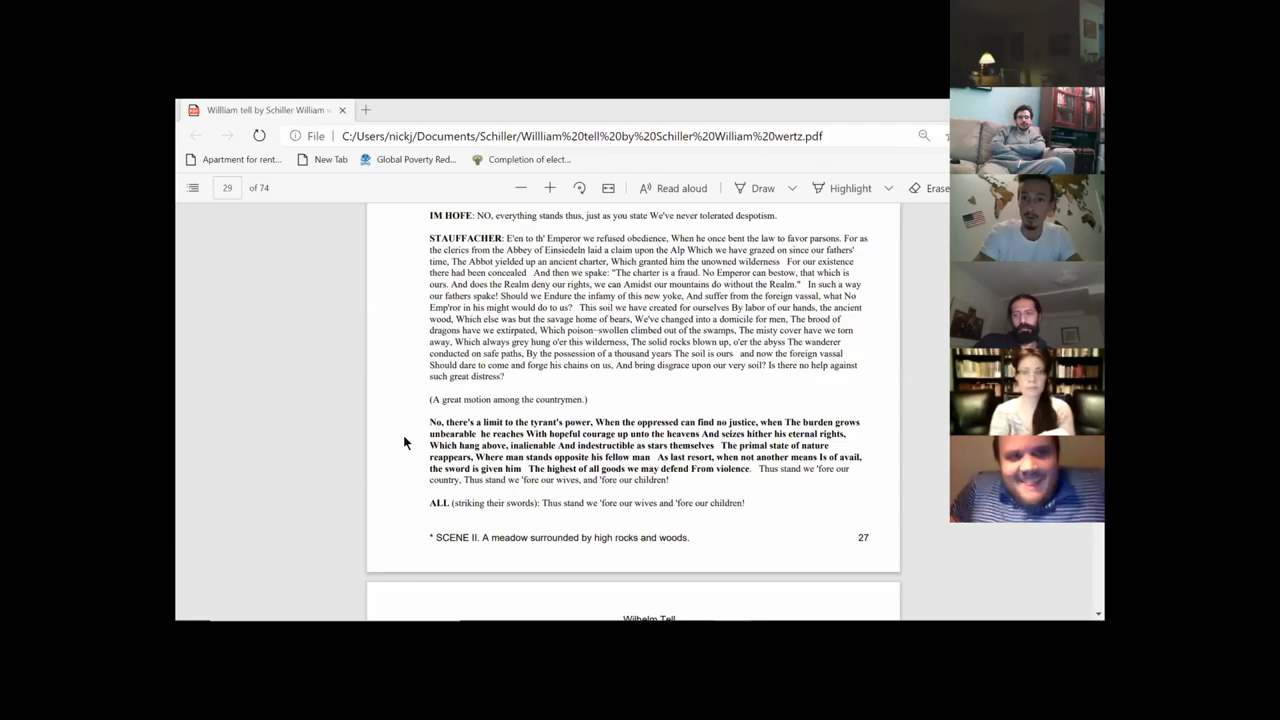 Willliam tell by Schiller William w
File C:/Users/nickj/Documents/Schiller/Willliam%20tell%20by%20Schiller%20William%20wertz.pdf
Apartment for rent... New Tab Global Poverty Red... Completion of elect...
29 of 74 Read aloud Draw Highlight Erase
IM HOFE: NO, everything stands thus, just as you state We've never tolerated despotism.
STAUFFACHER: E'en to th' Emperor we refused obedience, When he once bent the law to favor parsons. For as
the clerics from the Abbey of Einsiedeln laid a claim upon the Alp Which we have grazed on since our fathers'
time, The Abbot yielded up an ancient charter, Which granted him the unowned wilderness For our existence
there had been concealed And then we spake: "The charter is a fraud. No Emperor can bestow, that which is
ours. And does the Realm deny our rights, we can Amidst our mountains do without the Realm." In such a way
our fathers spake! Should we Endure the infamy of this new yoke, And suffer from the foreign vassal, what No
Emp'ror in his might would do to us? This soil we have created for ourselves By labor of our hands, the ancient
wood, Which else was but the savage home of bears, We've changed into a domicile for men, The brood of
dragons have we extirpated, Which poison-swollen climbed out of the swamps, The misty cover have we torn
away, Which always grey hung o'er this wilderness, The solid rocks blown up, o'er the abyss The wanderer
conducted on safe paths, By the possession of a thousand years The soil is ours and now the foreign vassal
Should dare to come and forge his chains on us, And bring disgrace upon our very soil? Is there no help against
such great distress?
(A great motion among the countrymen.)
No, there's a limit to the tyrant's power, When the oppressed can find no justice, when The burden grows
unbearable he reaches With hopeful courage up unto the heavens And seizes hither his eternal rights,
Which hang above, inalienable And indestructible as stars themselves The primal state of nature
reappears, Where man stands opposite his fellow man As last resort, when not another means Is of avail,
the sword is given him The highest of all goods we may defend From violence. Thus stand we 'fore our
country, Thus stand we 'fore our wives, and 'fore our children!
ALL (striking their swords): Thus stand we 'fore our wives and 'fore our children!
* SCENE II. A meadow surrounded by high rocks and woods. 27
Wilhelm Tell